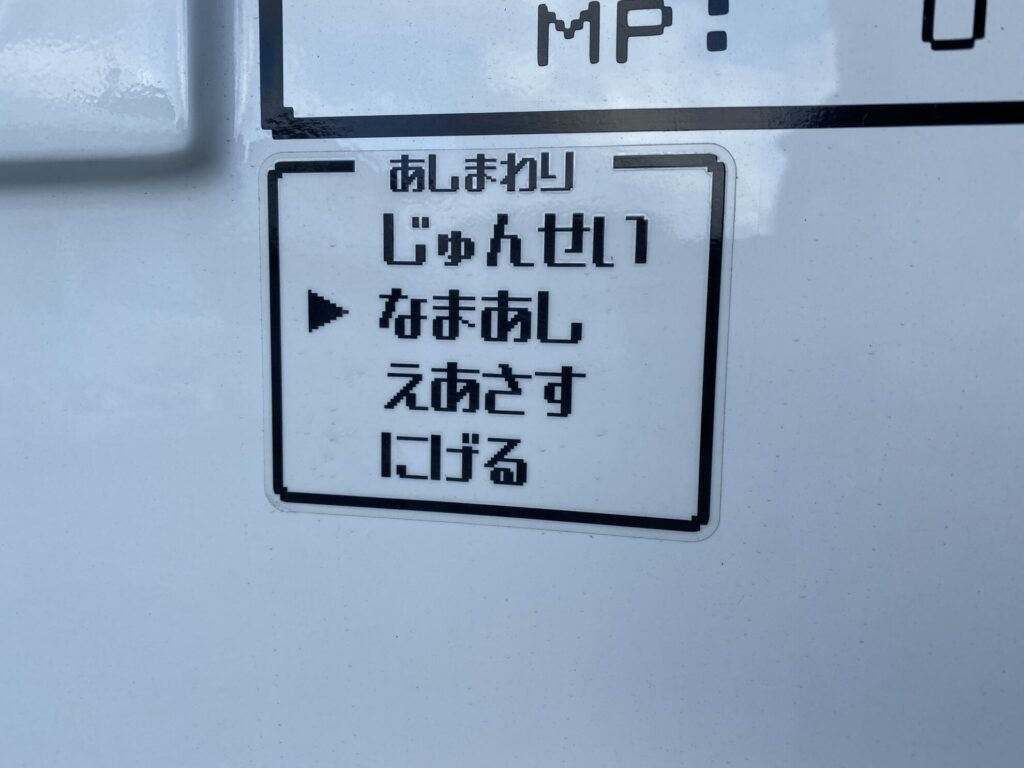 MP: 0
あしまわり
じゅんせい
▶ なまあし
えあさす
にげる